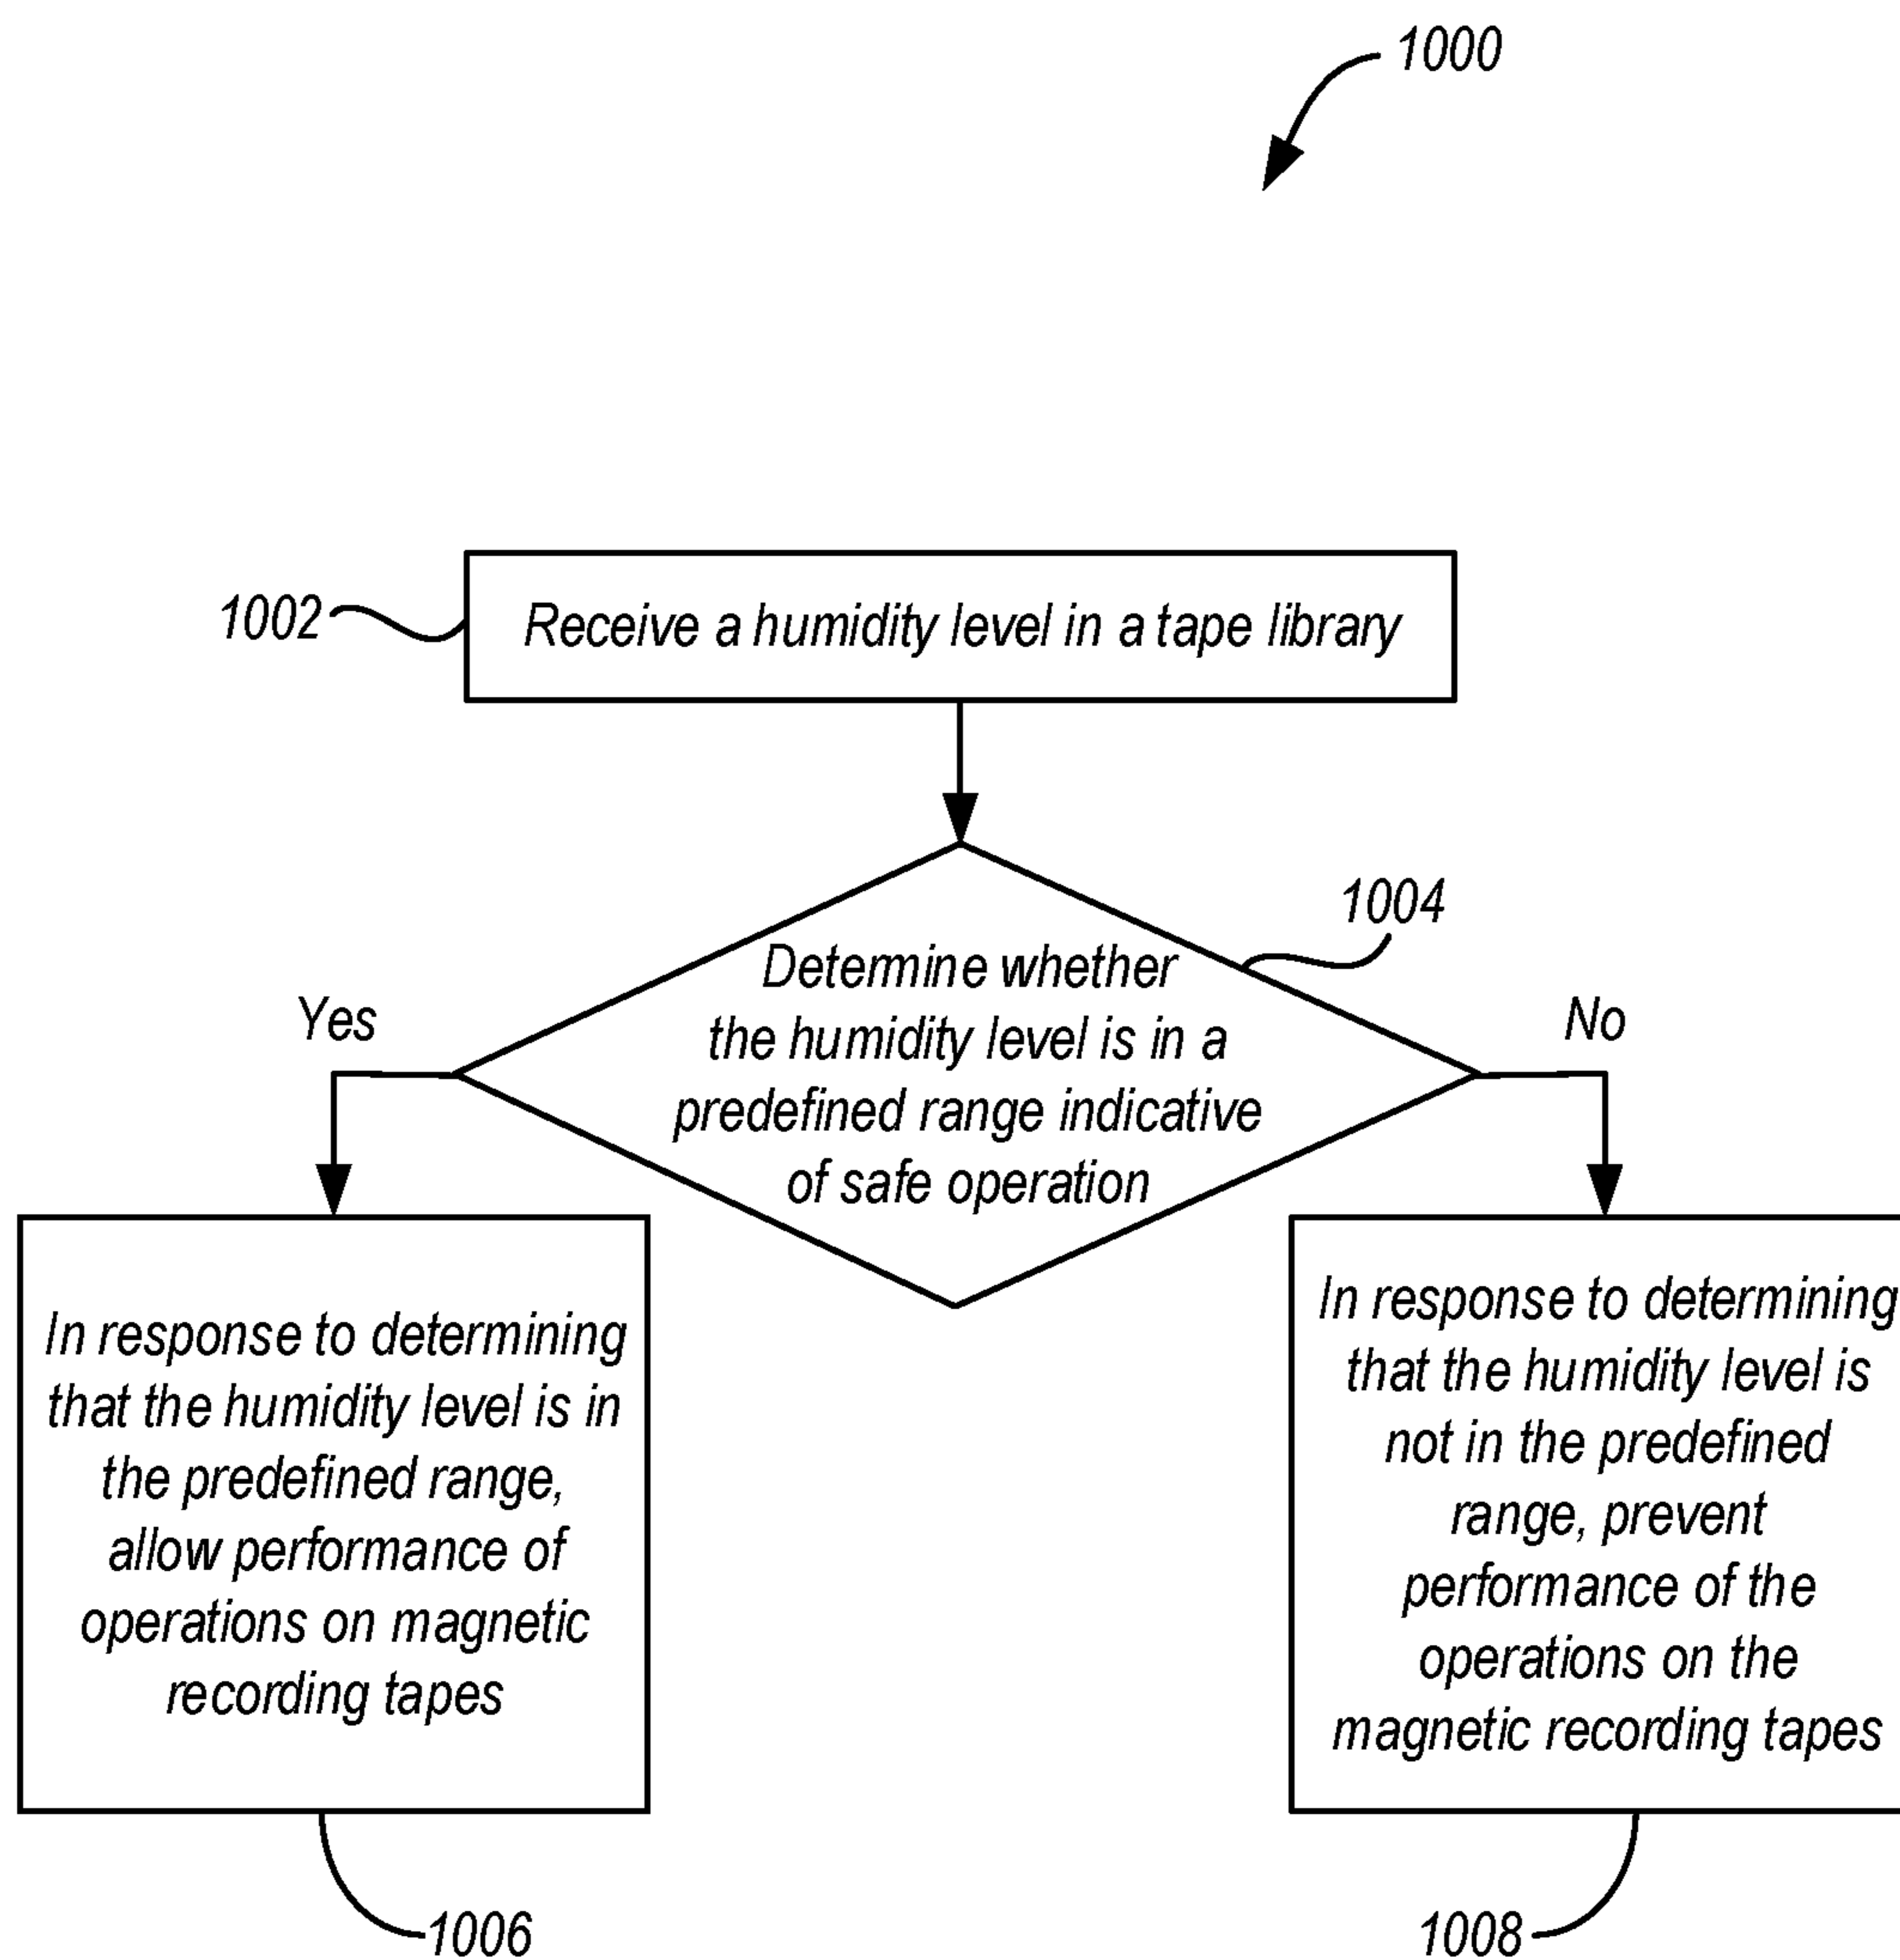 1000
1002
Receive a humidity level in a tape library
1004
Determine whether
the humidity level is in a
predefined range indicative
of safe operation
Yes
No
In response to determining
that the humidity level is in
the predefined range,
allow performance of
operations on magnetic
recording tapes
In response to determining
that the humidity level is
not in the predefined
range, prevent
performance of the
operations on the
magnetic recording tapes
1006
1008